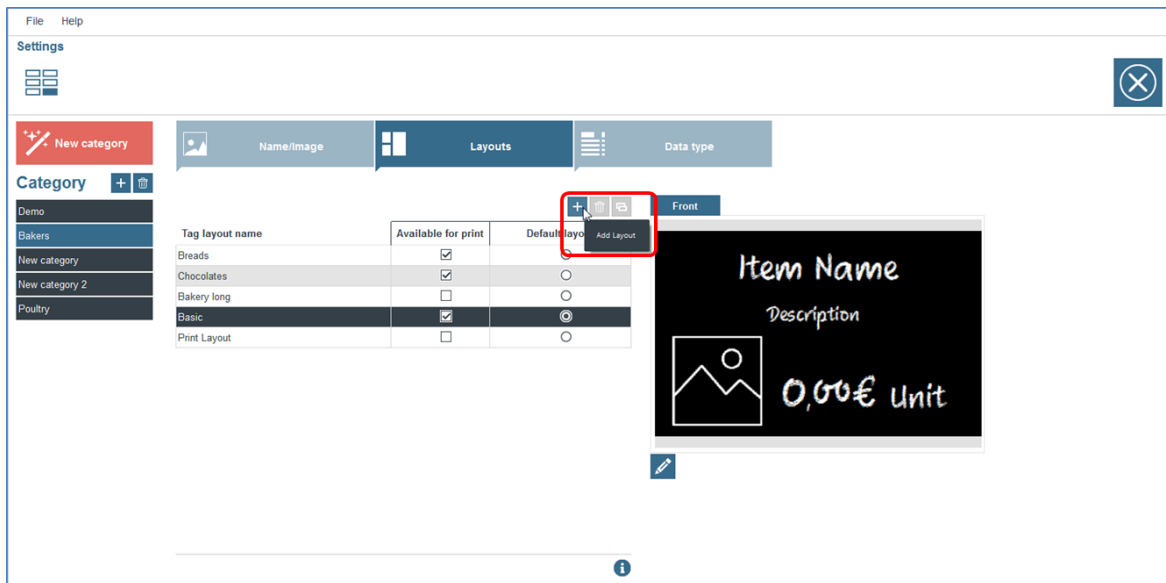 File Help
Settings
New category
Name/Image Layouts Data type
Category
Demo
Bakers
New category
New category 2
Poultry
Front
Add Layout
Tag layout name Available for print Default layo
Breads
Chocolates
Bakery long
Basic
Print Layout
Item Name
Description
0,00€ Unit